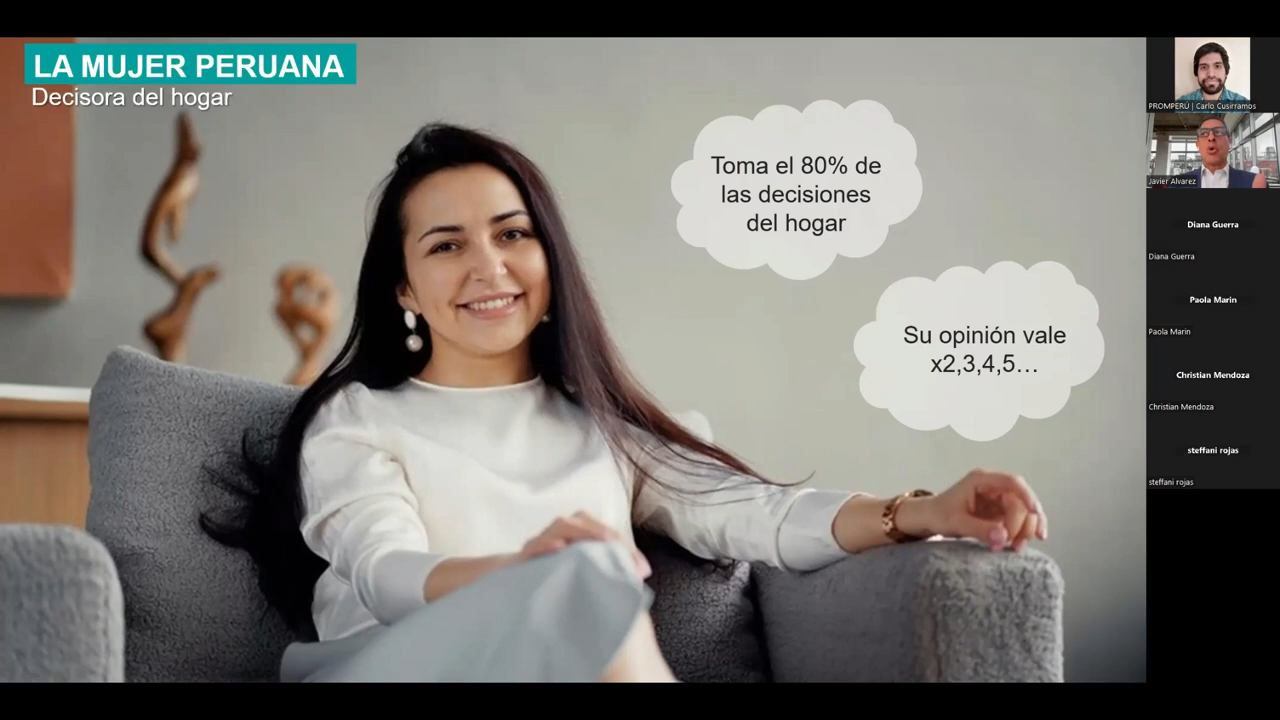 LA MUJER PERUANA
Decisora del hogar
Toma el 80% de
las decisiones
del hogar
Su opinión vale
x2,3,4,5...
PROMPERÚ | Carlo Cusirramos
Javier Alvarez
Diana Guerra
Diana Guerra
Paola Marin
Paola Marin
Christian Mendoza
Christian Mendoza
steffani rojas
steffani rojas